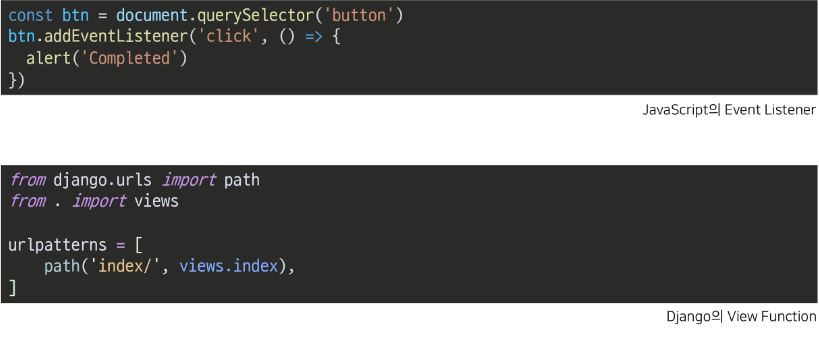 const btn = document.querySelector('button')
btn.addEventListener('click', () => {
  alert('Completed')
})
JavaScript의 Event Listener
from django.urls import path
from . import views

urlpatterns = [
    path('index/', views.index),
]
Django의 View Function